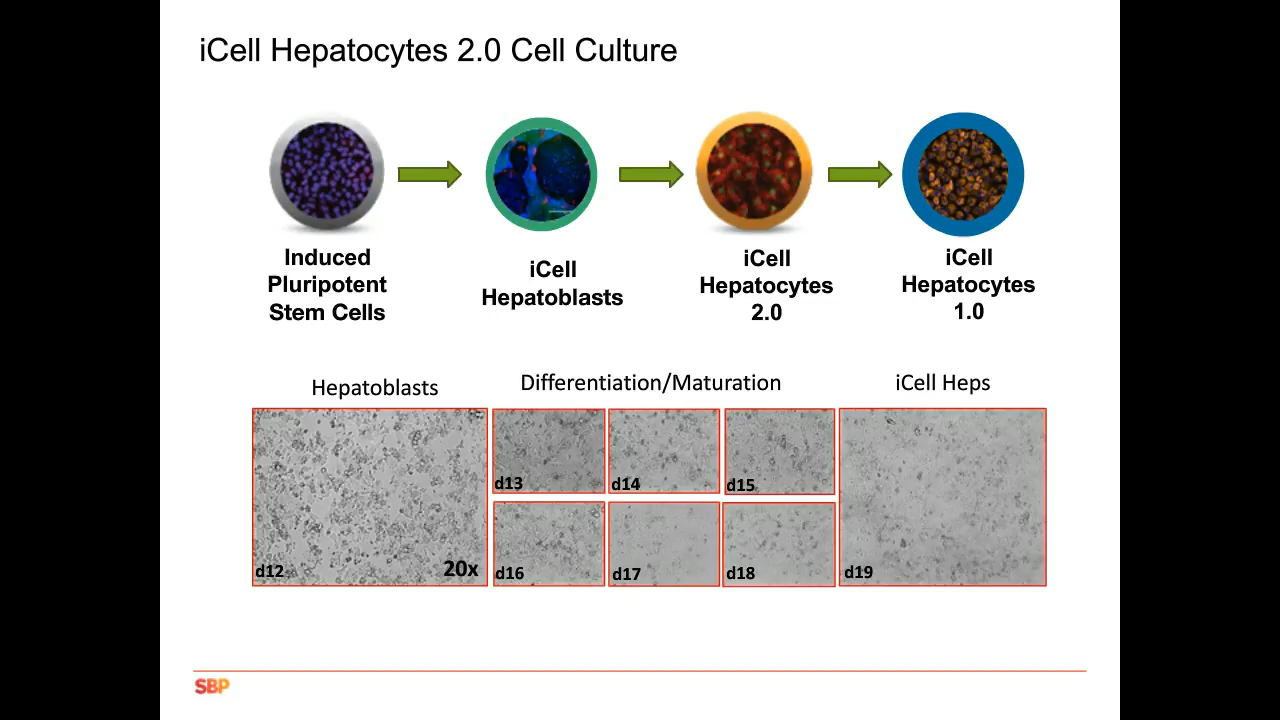 iCell Hepatocytes 2.0 Cell Culture
Induced
Pluripotent
Stem Cells
iCell
Hepatoblasts
iCell
Hepatocytes
2.0
iCell
Hepatocytes
1.0
Hepatoblasts
Differentiation/Maturation
iCell Heps
d12
20x
d13
d14
d15
d16
d17
d18
d19
SBP